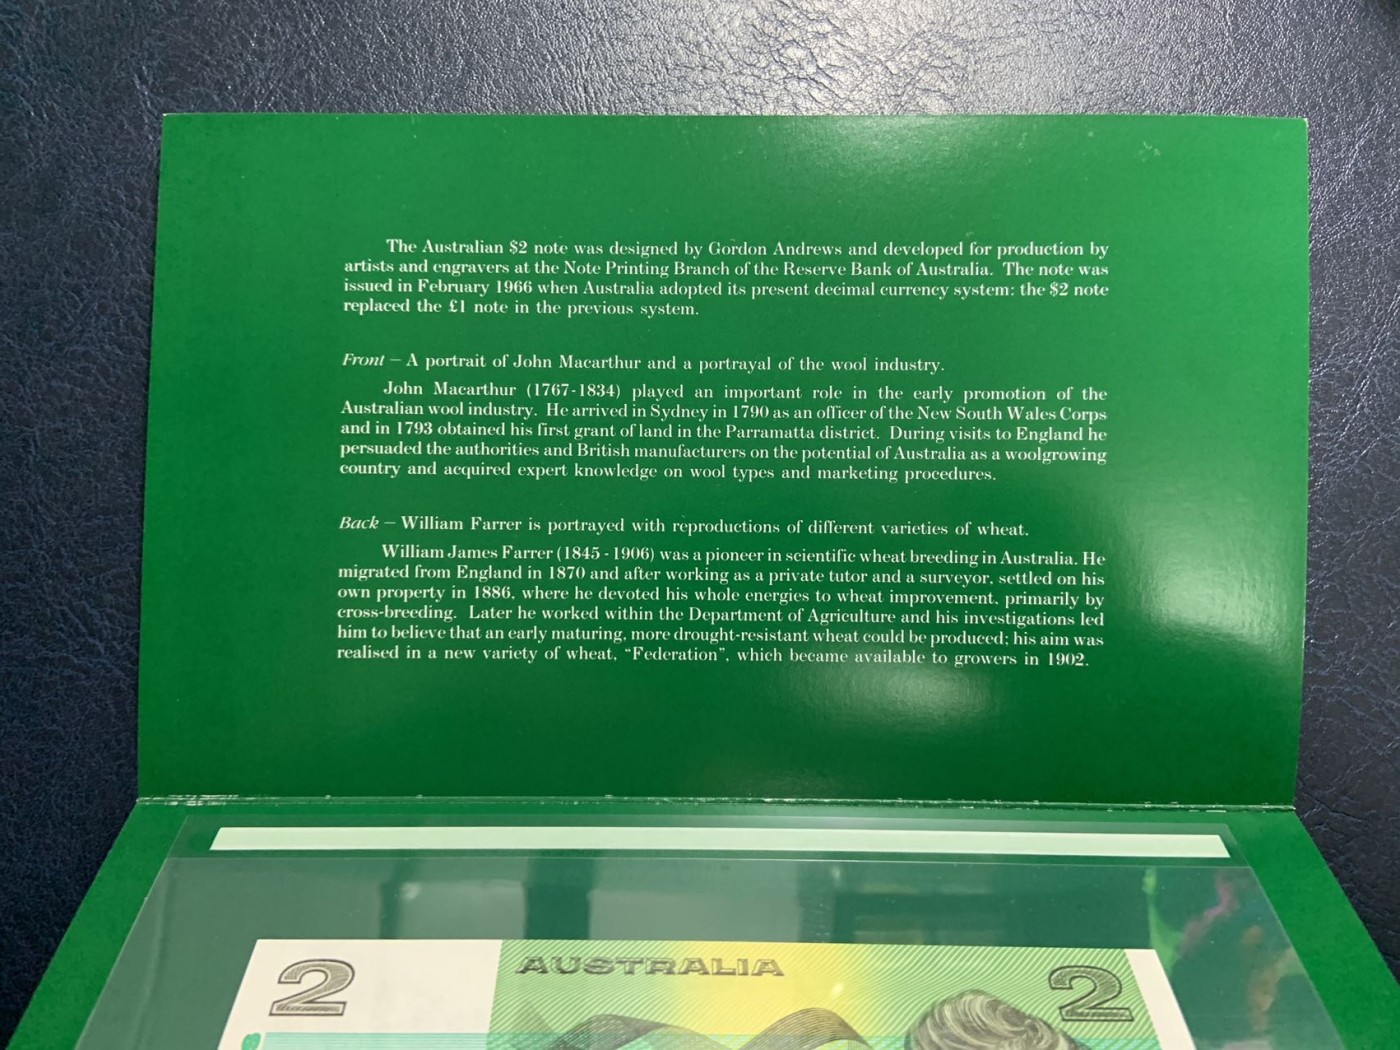 The Australian $2 note was designed by Gordon Andrews and developed for production by
artists and engravers at the Note Printing Branch of the Reserve Bank of Australia. The note was
issued in February 1966 when Australia adopted its present decimal currency system: the $2 note
replaced the £1 note in the previous system.
Front – A portrait of John Macarthur and a portrayal of the wool industry.
John Macarthur (1767-1834) played an important role in the early promotion of the
Australian wool industry. He arrived in Sydney in 1790 as an officer of the New South Wales Corps
and in 1793 obtained his first grant of land in the Parramatta district. During visits to England he
persuaded the authorities and British manufacturers on the potential of Australia as a woolgrowing
country and acquired expert knowledge on wool types and marketing procedures.
Back – William Farrer is portrayed with reproductions of different varieties of wheat.
William James Farrer (1845 - 1906) was a pioneer in scientific wheat breeding in Australia. He
migrated from England in 1870 and after working as a private tutor and a surveyor, settled on his
own property in 1886, where he devoted his whole energies to wheat improvement, primarily by
cross-breeding. Later he worked within the Department of Agriculture and his investigations led
him to believe that an early maturing, more drought-resistant wheat could be produced; his aim was
realised in a new variety of wheat, "Federation", which became available to growers in 1902.
2 AUSTRALIA 2